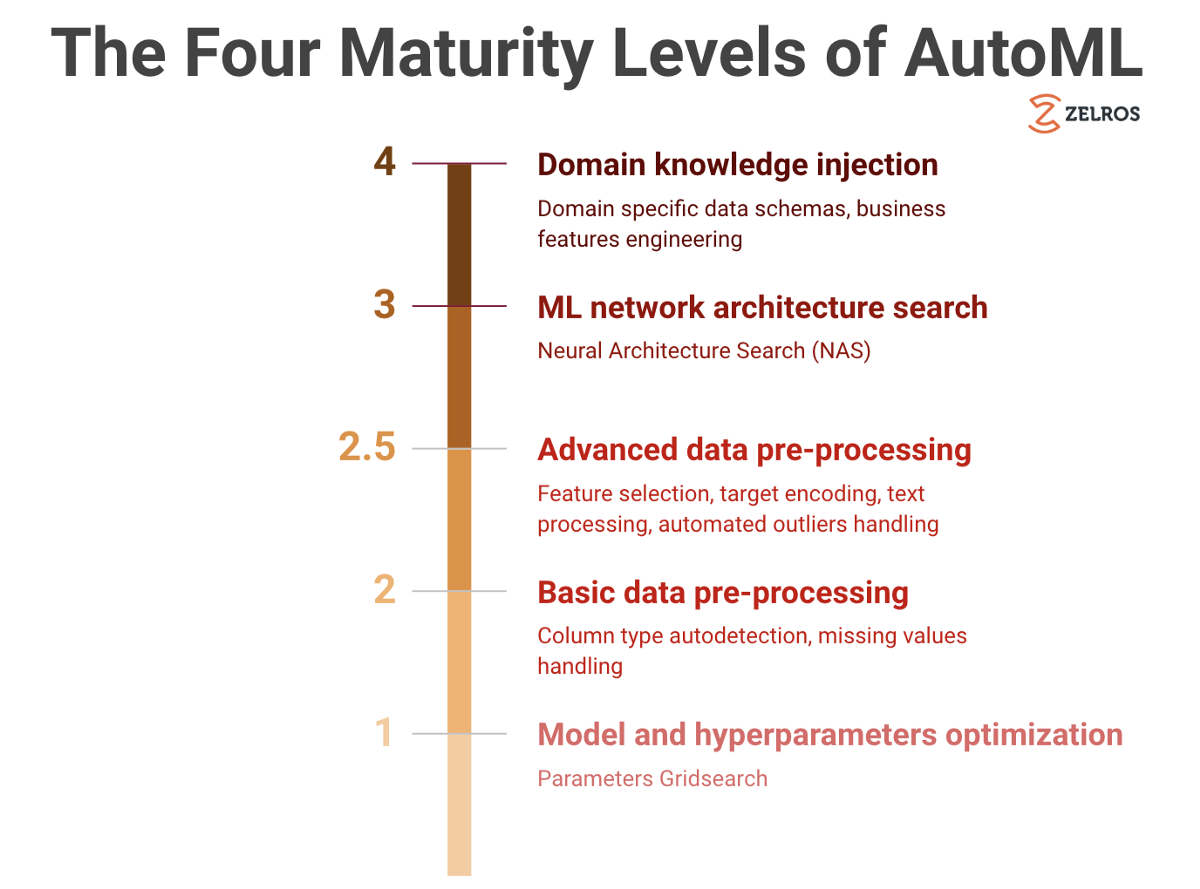 The Four Maturity Levels of AutoML
ZELROS
4
Domain knowledge injection
Domain specific data schemas, business
features engineering
3
ML network architecture search
Neural Architecture Search (NAS)
2.5
Advanced data pre-processing
Feature selection, target encoding, text
processing, automated outliers handling
2
Basic data pre-processing
Column type autodetection, missing values
handling
1
Model and hyperparameters optimization
Parameters Gridsearch